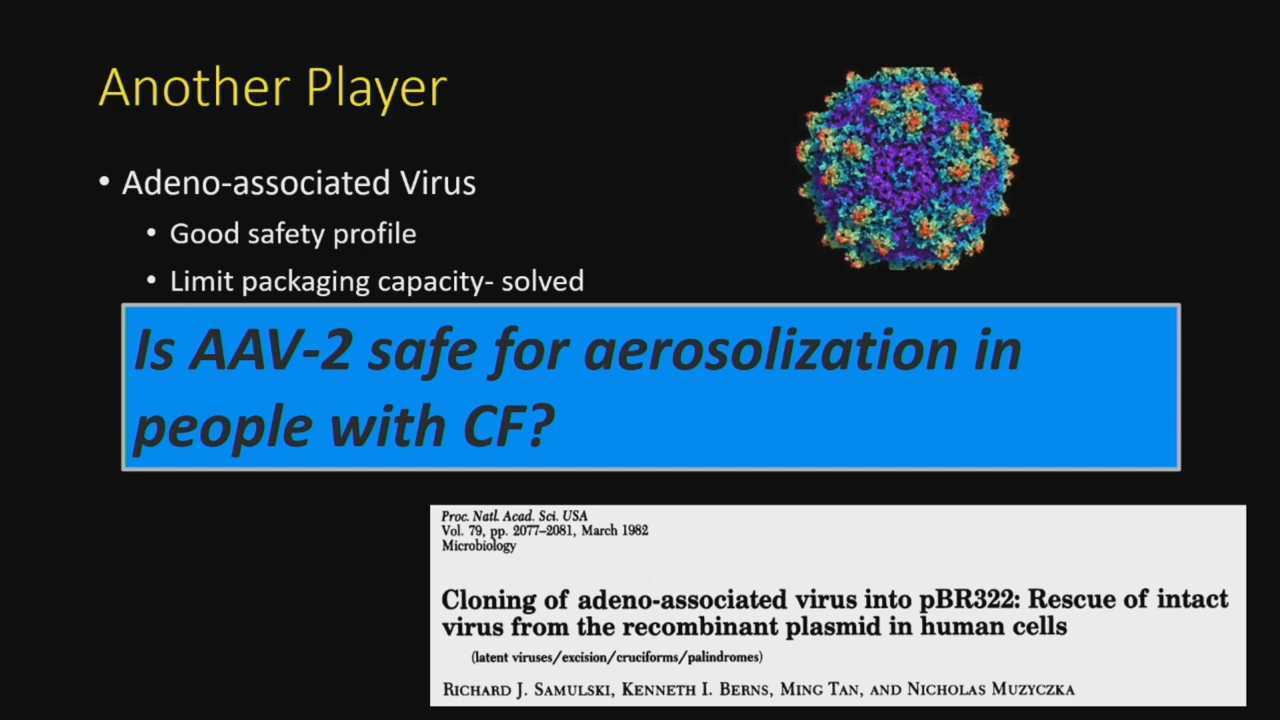 Another Player
• Adeno-associated Virus
• Good safety profile
• Limit packaging capacity- solved
Is AAV-2 safe for aerosolization in
people with CF?
Proc. Natl. Acad. Sci. USA
Vol. 79, pp. 2077–2081, March 1982
Microbiology
Cloning of adeno-associated virus into pBR322: Rescue of intact
virus from the recombinant plasmid in human cells
(latent viruses/excision/cruciforms/palindromes)
RICHARD J. SAMULSKI, KENNETH I. BERNS, MING TAN, AND NICHOLAS MUZYCZKA